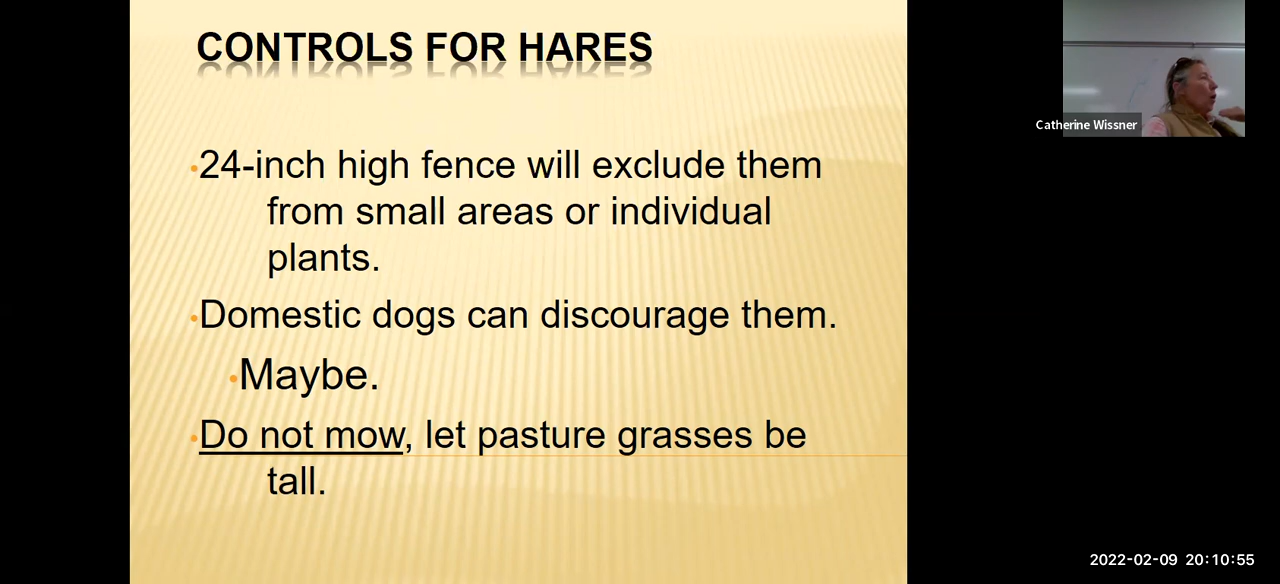 CONTROLS FOR HARES
•24-inch high fence will exclude them
from small areas or individual
plants.
•Domestic dogs can discourage them.
•Maybe.
•Do not mow, let pasture grasses be
tall.
Catherine Wissner
2022-02-09 20:10:55